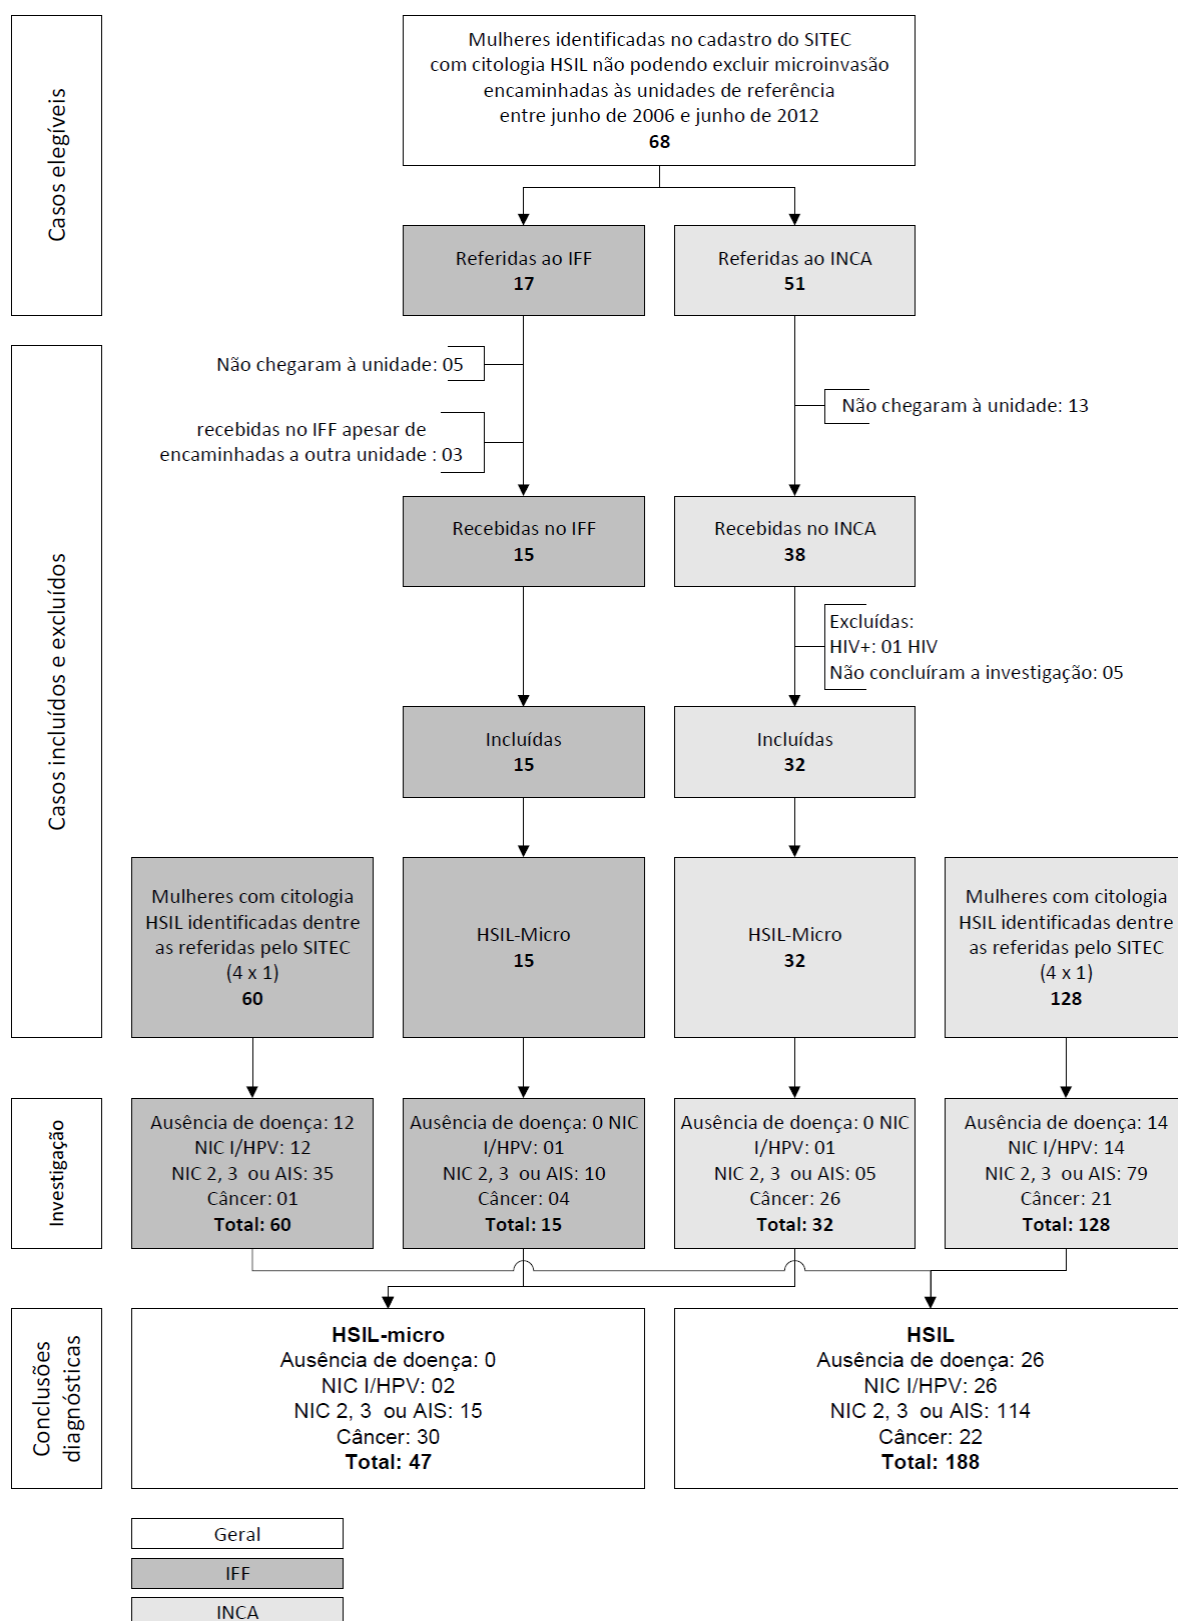 Casos elegíveis
Mulheres identificadas no cadastro do SITEC
com citologia HSIL não podendo excluir microinvasão
encaminhadas às unidades de referência
entre junho de 2006 e junho de 2012
68
Referidas ao IFF
17
Referidas ao INCA
51
Casos incluídos e excluídos
Não chegaram à unidade: 05
Não chegaram à unidade: 13
recebidas no IFF apesar de
encaminhadas a outra unidade : 03
Recebidas no IFF
15
Recebidas no INCA
38
Excluídas:
HIV+: 01 HIV
Não concluíram a investigação: 05
Incluídas
15
Incluídas
32
Mulheres com citologia
HSIL identificadas dentre
as referidas pelo SITEC
(4 x 1)
60
HSIL-Micro
15
HSIL-Micro
32
Mulheres com citologia
HSIL identificadas dentre
as referidas pelo SITEC
(4 x 1)
128
Investigação
Ausência de doença: 12
NIC I/HPV: 12
NIC 2, 3 ou AIS: 35
Câncer: 01
Total: 60
Ausência de doença: 0 NIC
I/HPV: 01
NIC 2, 3 ou AIS: 10
Câncer: 04
Total: 15
Ausência de doença: 0 NIC
I/HPV: 01
NIC 2, 3 ou AIS: 05
Câncer: 26
Total: 32
Ausência de doença: 14
NIC I/HPV: 14
NIC 2, 3 ou AIS: 79
Câncer: 21
Total: 128
Conclusões
diagnósticas
HSIL-micro
Ausência de doença: 0
NIC I/HPV: 02
NIC 2, 3 ou AIS: 15
Câncer: 30
Total: 47
HSIL
Ausência de doença: 26
NIC I/HPV: 26
NIC 2, 3 ou AIS: 114
Câncer: 22
Total: 188
Geral
IFF
INCA